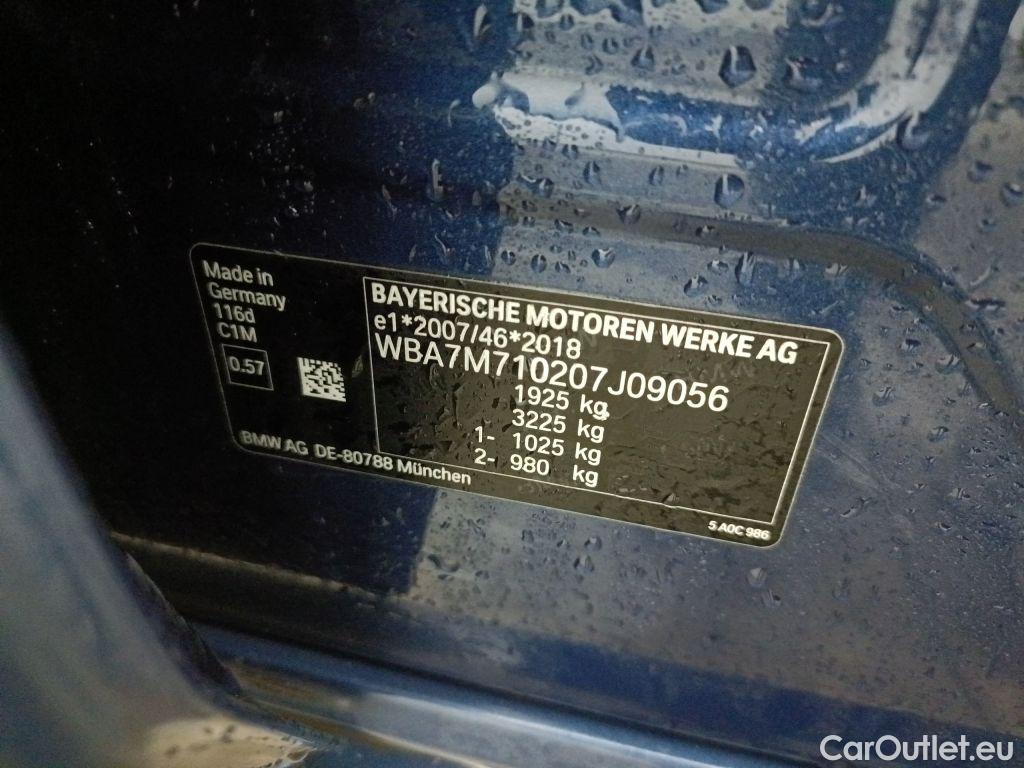 Made in
Germany
116d
C1M
0.57
BMW AG DE-80788 München
BAYERISCHE MOTOREN WERKE AG
e1*2007/46*2018
WBA7M710207J09056
1925 kg
3225 kg
1- 1025 kg
2- 980 kg
5 A0C 986
CarOutlet.eu